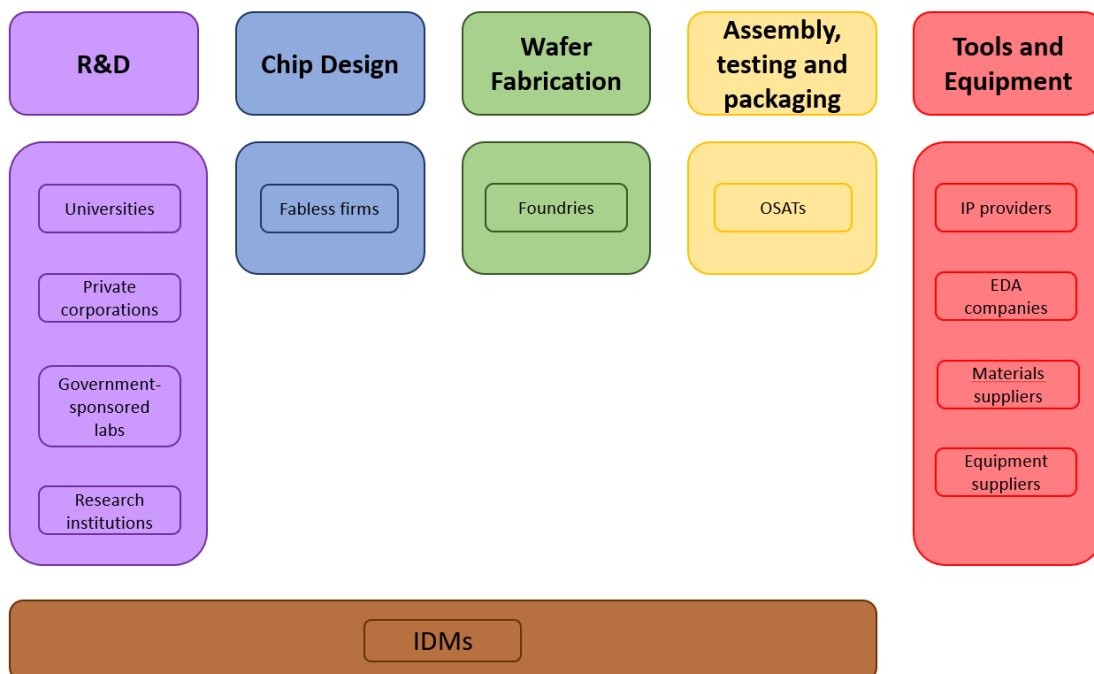 R&D
Chip Design
Wafer
Fabrication
Assembly,
testing and
packaging
Tools and
Equipment
Universities
Private
corporations
Government-
sponsored
labs
Research
institutions
Fabless firms
Foundries
OSATs
IP providers
EDA
companies
Materials
suppliers
Equipment
suppliers
IDMs